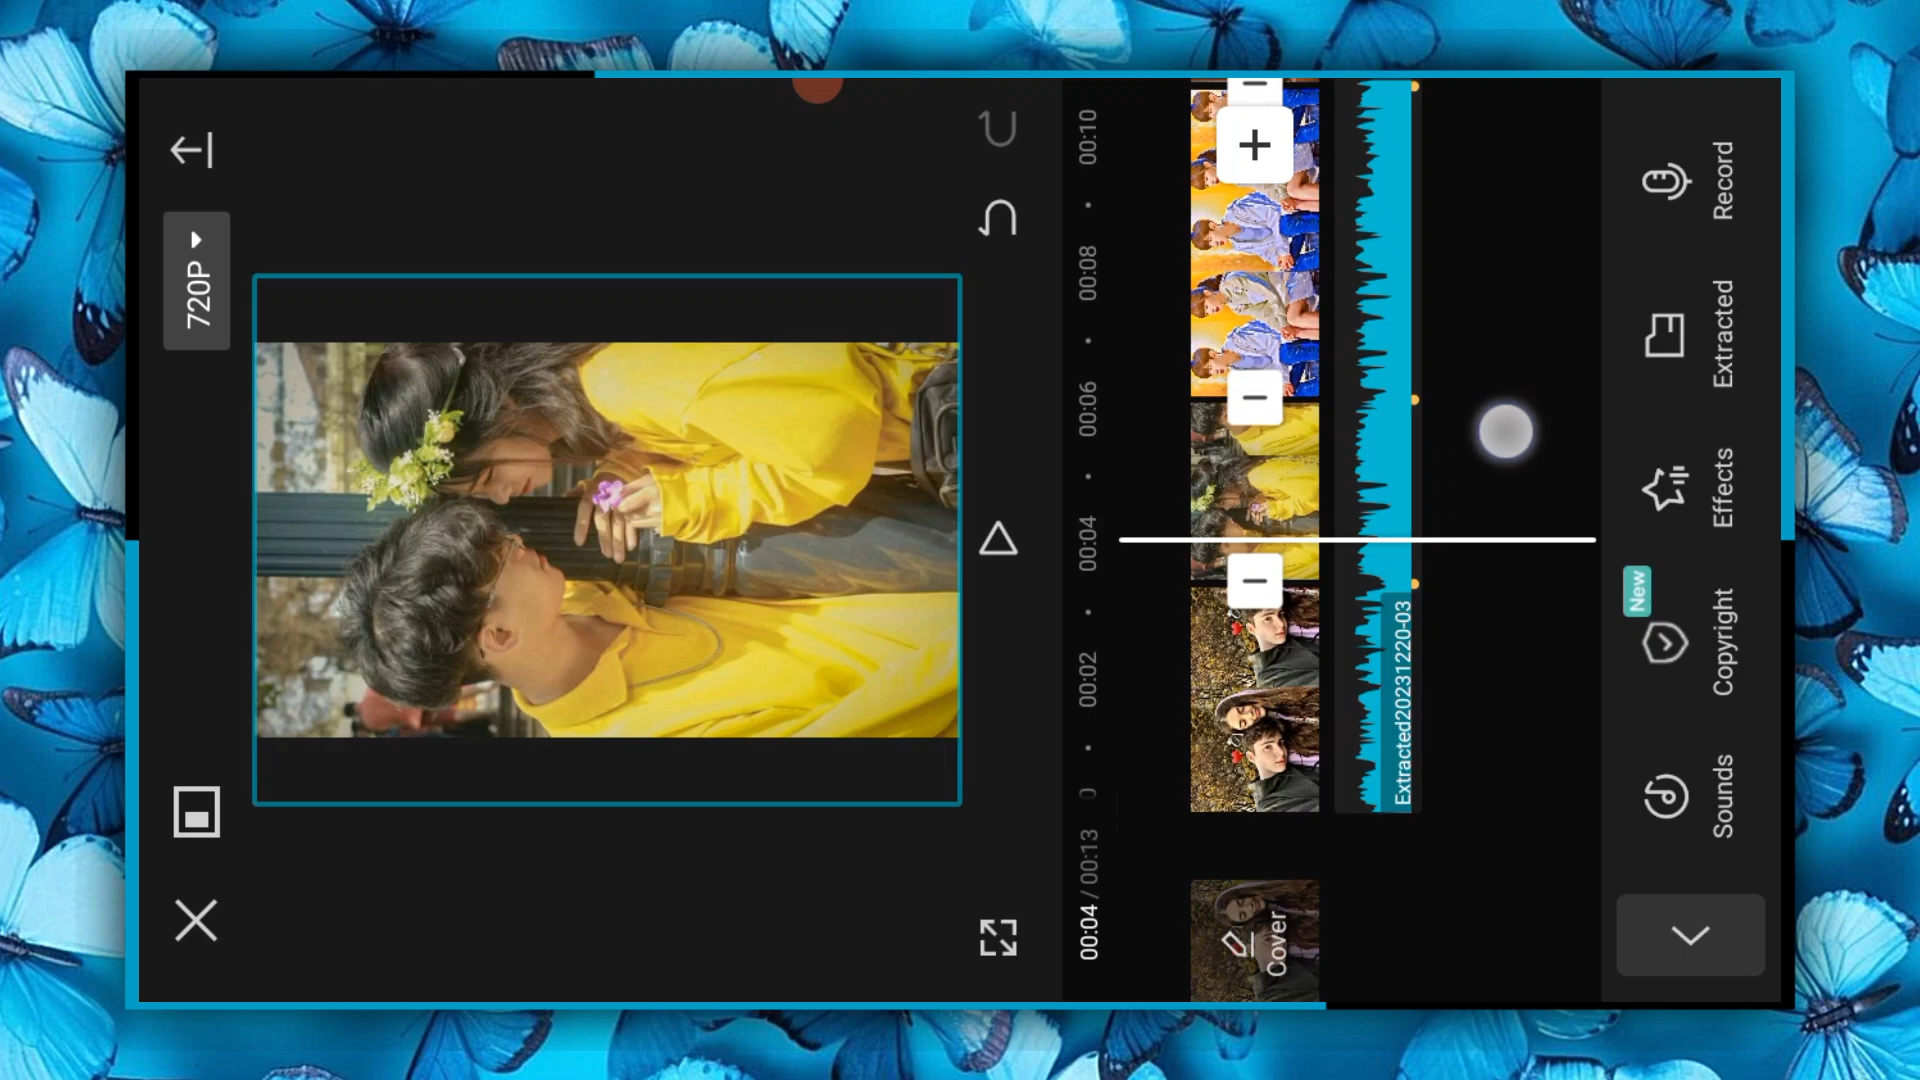 720P
00:04 / 00:13
0
00:02
00:04
00:06
00:08
00:10
Cover
Extracted20231220-03
Sounds
New
Copyright
Effects
Extracted
Record